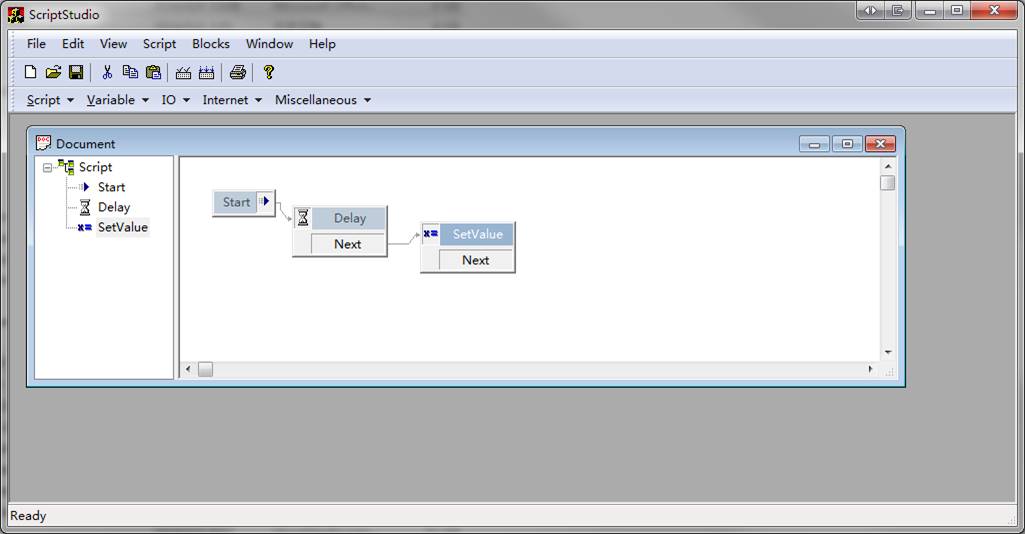 ScriptStudio
File Edit View Script Blocks Window Help
Script Variable IO Internet Miscellaneous
Document
Script
Start
Delay
SetValue
Start
Delay
Next
SetValue
Next
Ready